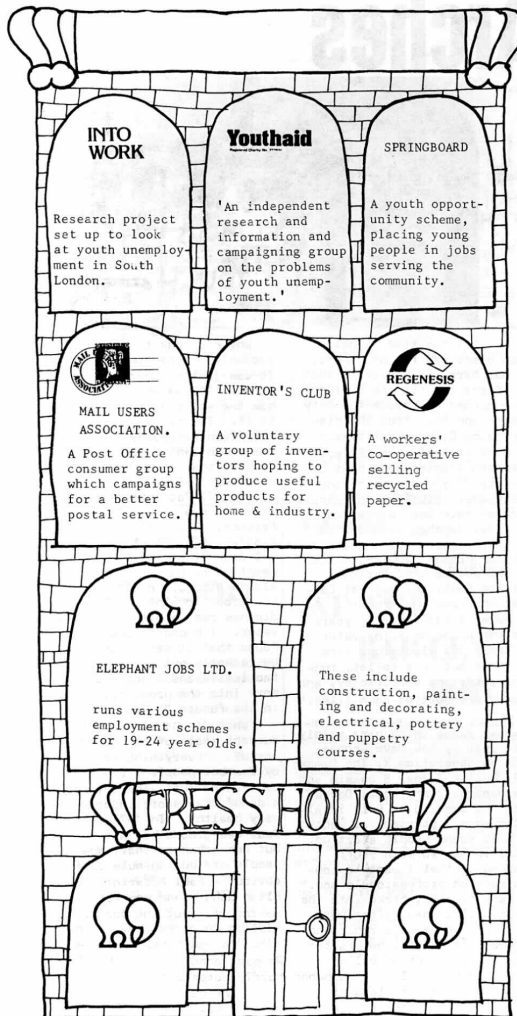 INTO
WORK
Research project
set up to look
at youth unemploy-
ment in South
London.
Youthaid
'An independent
research and
information and
campaigning group
on the problems
of youth unemp-
loyment.'
SPRINGBOARD
A youth opport-
unity scheme,
placing young
people in jobs
serving the
community.
MAIL USERS
ASSOCIATION.
A Post Office
consumer group
which campaigns
for a better
postal service.
INVENTOR'S CLUB
A voluntary
group of inven-
tors hoping to
produce useful
products for
home & industry.
REGENESIS
A workers'
co-operative
selling
recycled
paper.
ELEPHANT JOBS LTD.
runs various
employment schemes
for 19-24 year olds.
These include
construction, paint-
ing and decorating,
electrical, pottery
and puppetry
courses.
TRESS HOUSE